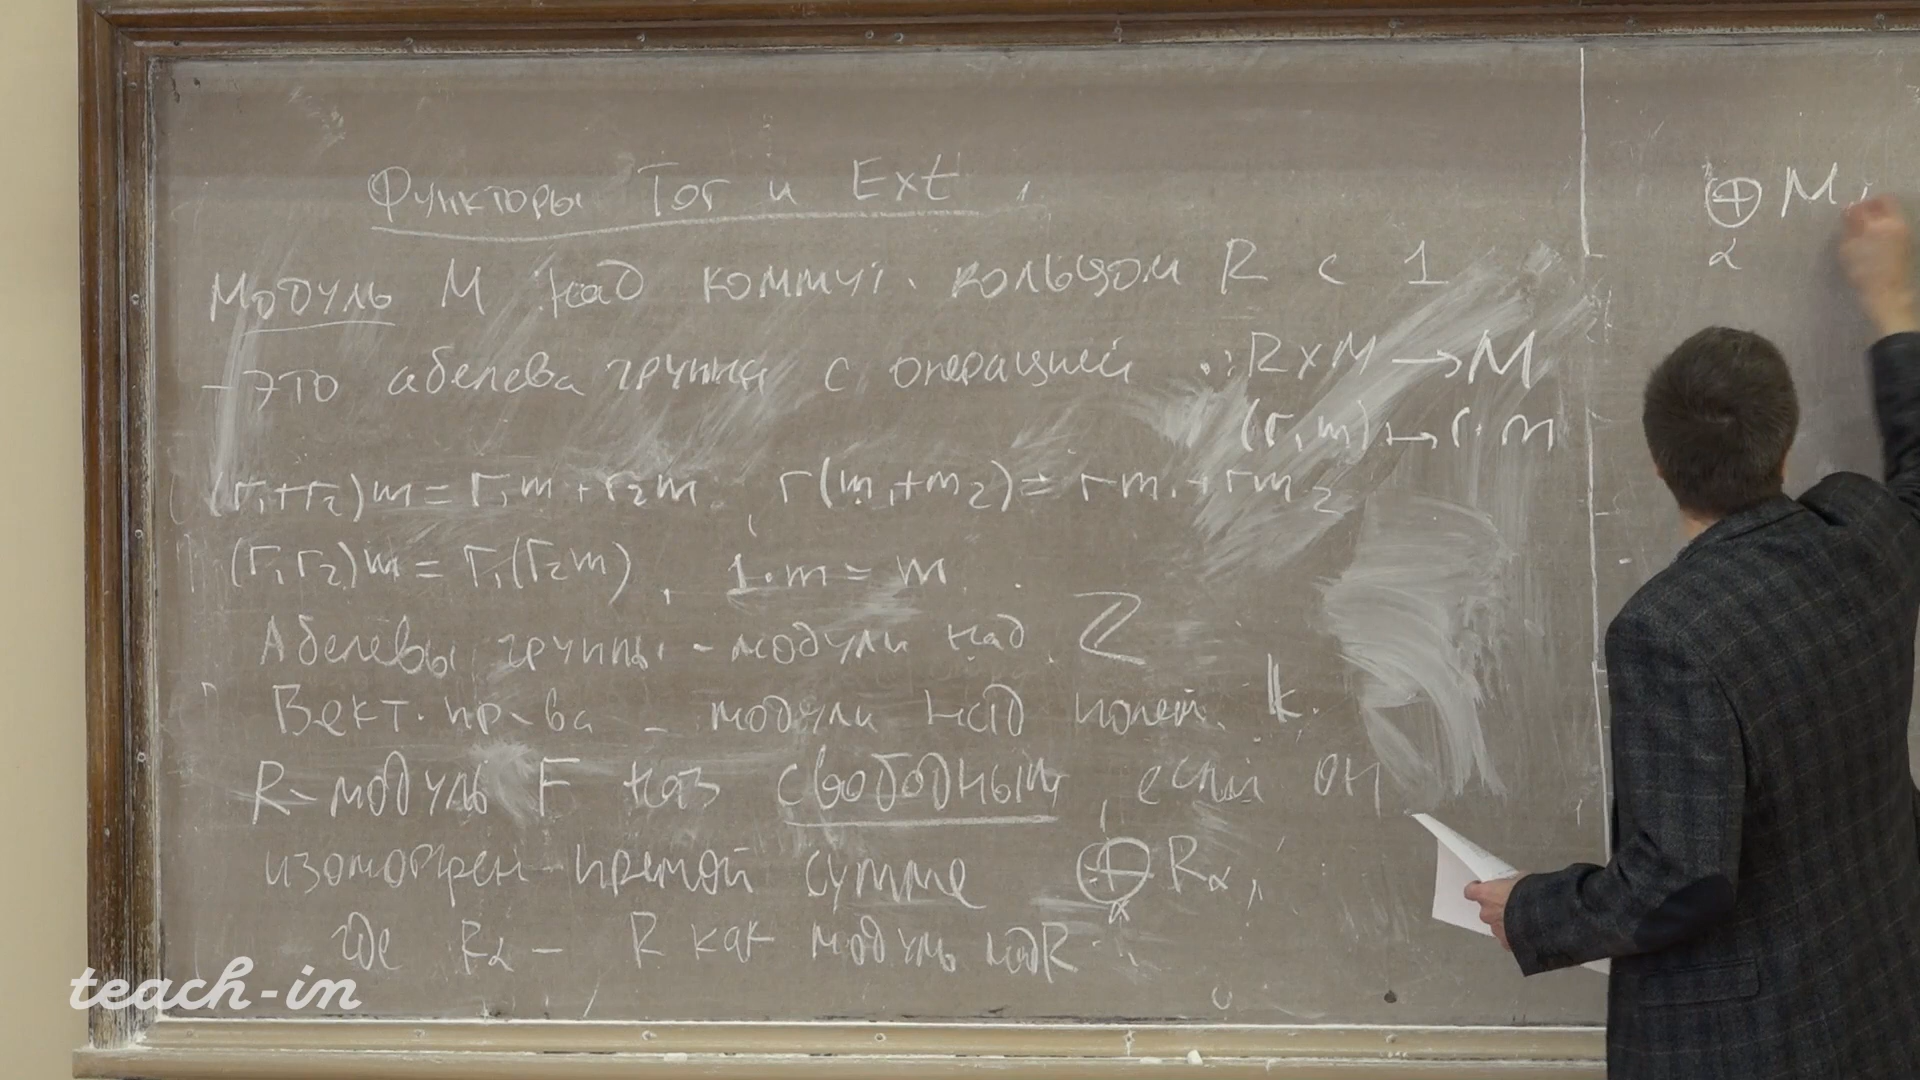 Функторы Tor и Ext
Модуль M над коммут. кольцом R с 1
- это абелева группа с операцией ·: R×M → M
(r, m) ↦ r·m
(r₁+r₂)m = r₁m + r₂m, r(m₁+m₂) = rm₁ + rm₂
(r₁r₂)m = r₁(r₂m), 1·m = m.
Абелевы группы - модули над ℤ
Вект. пр-ва - модули над полем 𝕜.
R-модуль F наз свободным, если он
изоморфен прямой сумме ⊕ Rα,
α
где Rα - R как модуль над R.
⊕ M
α
teach-in